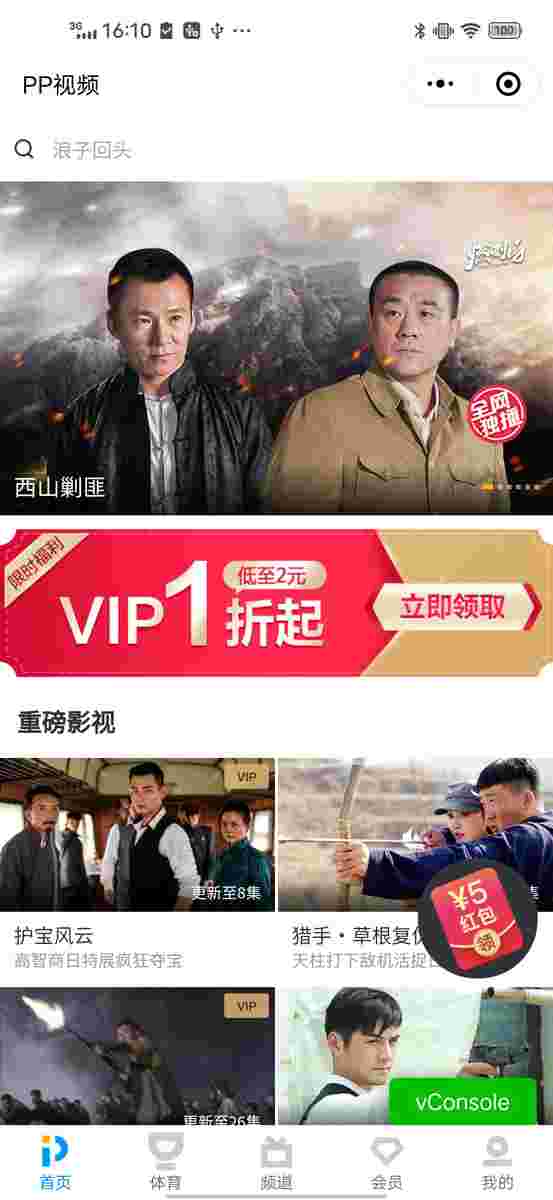 3G 16:10 100
PP视频
浪子回头
全网
独播
西山剿匪
限时福利
VIP1折起
低至2元
立即领取
重磅影视
VIP
更新至8集
集
¥5
红包
领
护宝风云
猎手·草根复仇
高智商日特展疯狂夺宝
天柱打下敌机活捉日
VIP
更新至26集
vConsole
首页
体育
频道
会员
我的